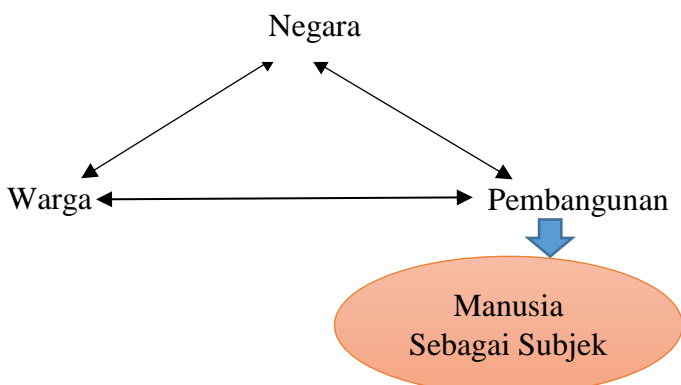 Negara
Warga
Pembangunan
Manusia
Sebagai Subjek